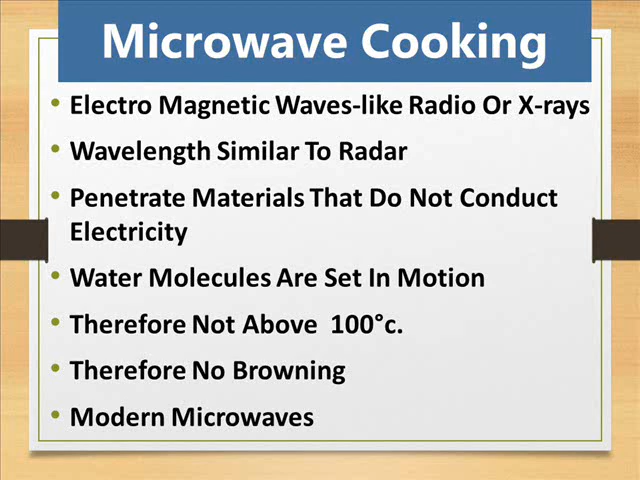 Microwave Cooking
• Electro Magnetic Waves-like Radio Or X-rays
• Wavelength Similar To Radar
• Penetrate Materials That Do Not Conduct
Electricity
• Water Molecules Are Set In Motion
• Therefore Not Above 100°c.
• Therefore No Browning
• Modern Microwaves